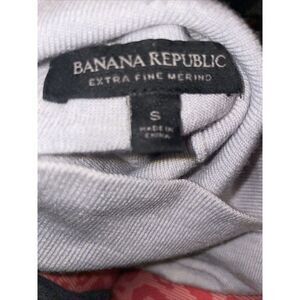 BANANA REPUBLIC
EXTRA FINE MERINO
S
MADE IN
CHINA